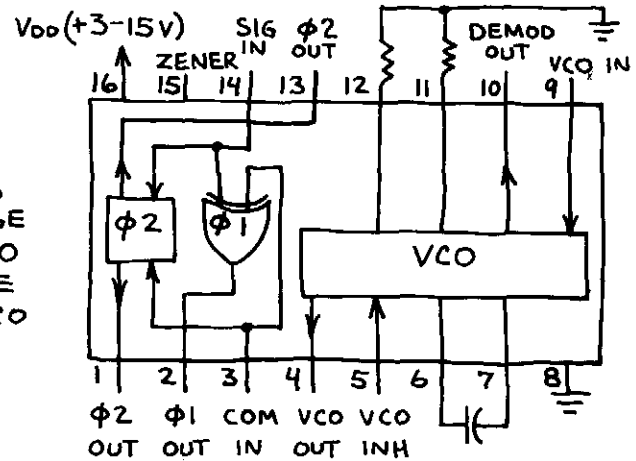 VDD (+3-15V)
SIG IN
φ2 OUT
DEMOD OUT
VCO IN
ZENER
16 15 14 13 12 11 10 9
φ2
φ1
VCO
1 2 3 4 5 6 7 8
φ2 OUT
φ1 OUT
COM IN
VCO OUT
VCO INH